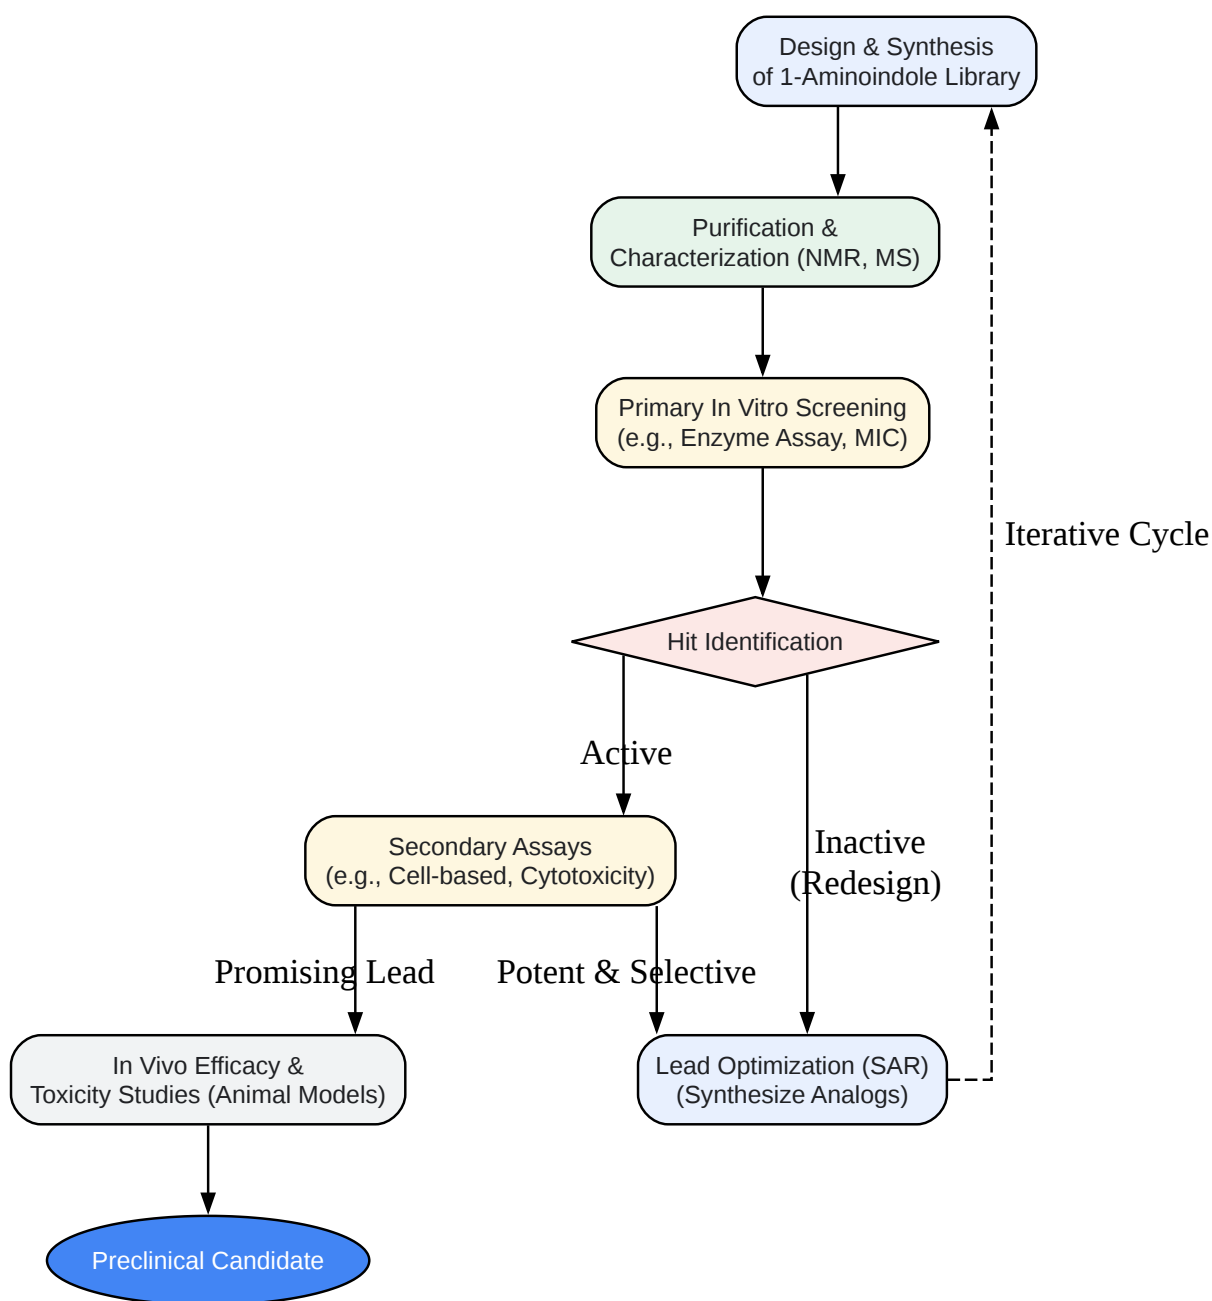 Design & Synthesis
of 1-Aminoindole Library
Purification &
Characterization (NMR, MS)
Primary In Vitro Screening
(e.g., Enzyme Assay, MIC)
Iterative Cycle
Hit Identification
Active
Inactive
(Redesign)
Secondary Assays
(e.g., Cell-based, Cytotoxicity)
Promising Lead
Potent & Selective
In Vivo Efficacy &
Toxicity Studies (Animal Models)
Lead Optimization (SAR)
(Synthesize Analogs)
Preclinical Candidate